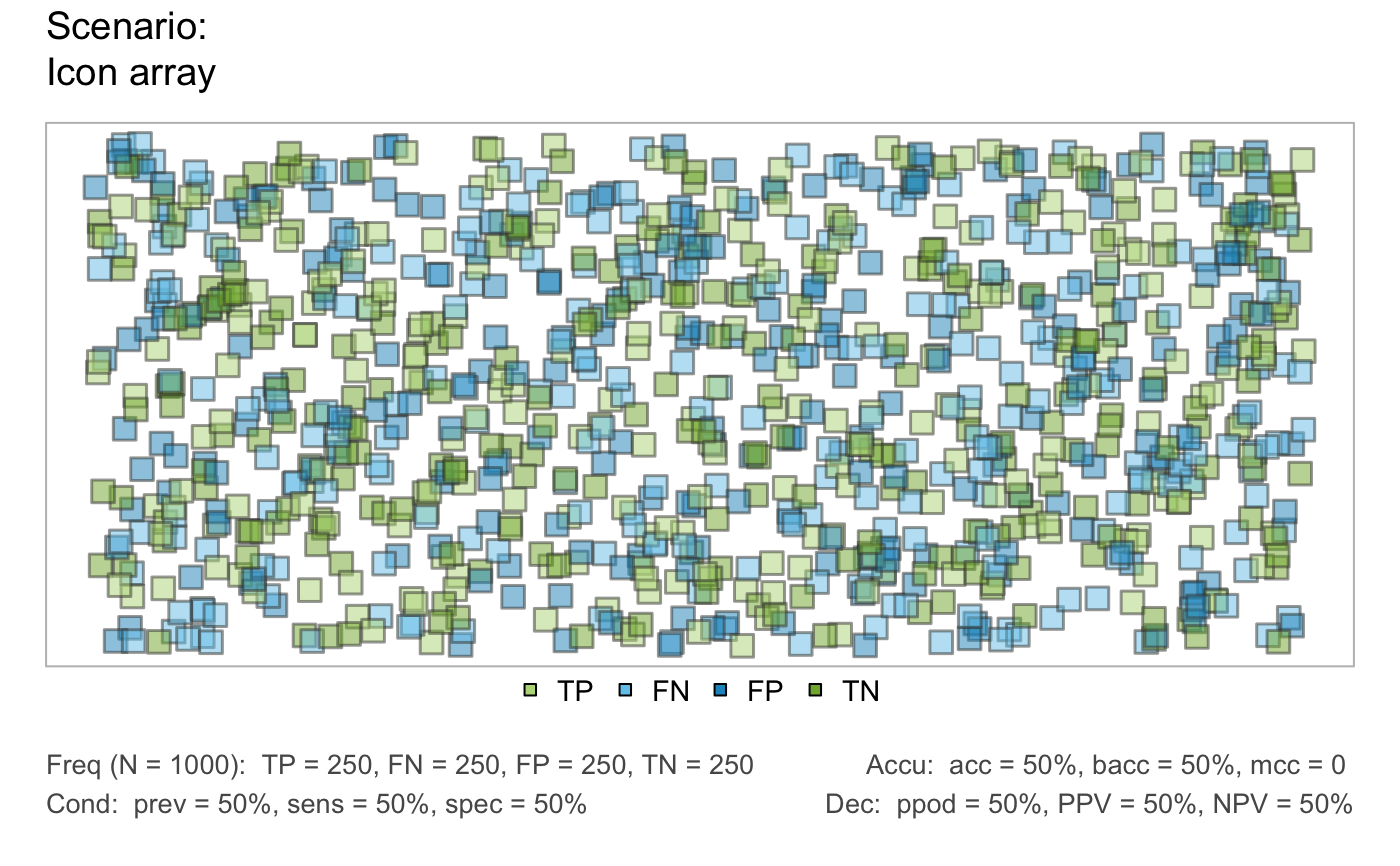 Scenario:
Icon array
TP FN FP TN
Freq (N = 1000): TP = 250, FN = 250, FP = 250, TN = 250
Accu: acc = 50%, bacc = 50%, mcc = 0
Cond: prev = 50%, sens = 50%, spec = 50%
Dec: ppod = 50%, PPV = 50%, NPV = 50%